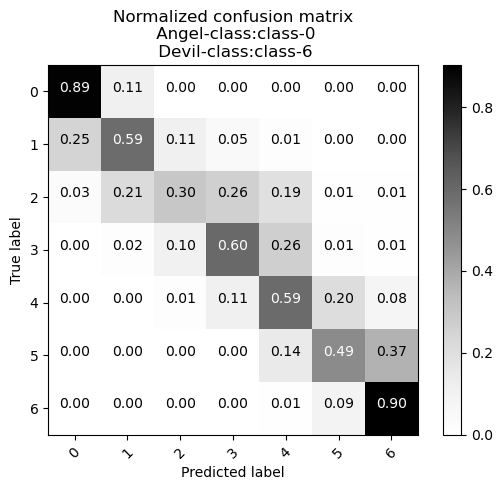 Normalized confusion matrix
Angel-class:class-0
Devil-class:class-6
0 0.89 0.11 0.00 0.00 0.00 0.00 0.00
1 0.25 0.59 0.11 0.05 0.01 0.00 0.00
2 0.03 0.21 0.30 0.26 0.19 0.01 0.01
3 0.00 0.02 0.10 0.60 0.26 0.01 0.01
4 0.00 0.00 0.01 0.11 0.59 0.20 0.08
5 0.00 0.00 0.00 0.00 0.14 0.49 0.37
6 0.00 0.00 0.00 0.00 0.01 0.09 0.90
0 1 2 3 4 5 6
True label
Predicted label
0.8
0.6
0.4
0.2
0.0